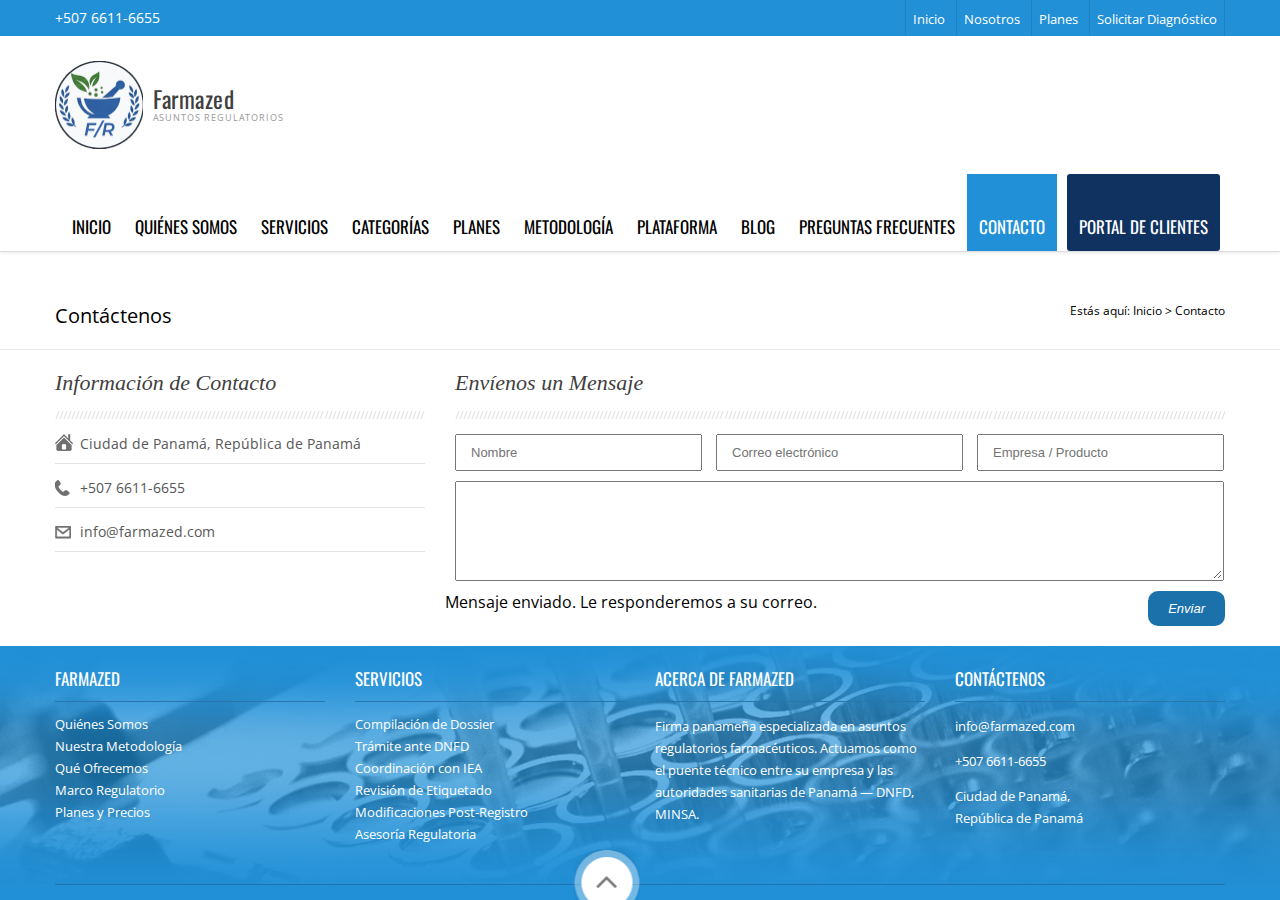 +507 6611-6655
Inicio
Nosotros
Planes
Solicitar Diagnóstico
F/R
Farmazed
ASUNTOS REGULATORIOS
INICIO
QUIÉNES SOMOS
SERVICIOS
CATEGORÍAS
PLANES
METODOLOGÍA
PLATAFORMA
BLOG
PREGUNTAS FRECUENTES
CONTACTO
PORTAL DE CLIENTES
Contáctenos
Estás aquí: Inicio > Contacto
Información de Contacto
Ciudad de Panamá, República de Panamá
+507 6611-6655
info@farmazed.com
Envíenos un Mensaje
Nombre
Correo electrónico
Empresa / Producto
Mensaje enviado. Le responderemos a su correo.
Enviar
FARMAZED
Quiénes Somos
Nuestra Metodología
Qué Ofrecemos
Marco Regulatorio
Planes y Precios
SERVICIOS
Compilación de Dossier
Trámite ante DNFD
Coordinación con IEA
Revisión de Etiquetado
Modificaciones Post-Registro
Asesoría Regulatoria
ACERCA DE FARMAZED
Firma panameña especializada en asuntos
regulatorios farmacéuticos. Actuamos como
el puente técnico entre su empresa y las
autoridades sanitarias de Panamá — DNFD,
MINSA.
CONTÁCTENOS
info@farmazed.com
+507 6611-6655
Ciudad de Panamá,
República de Panamá